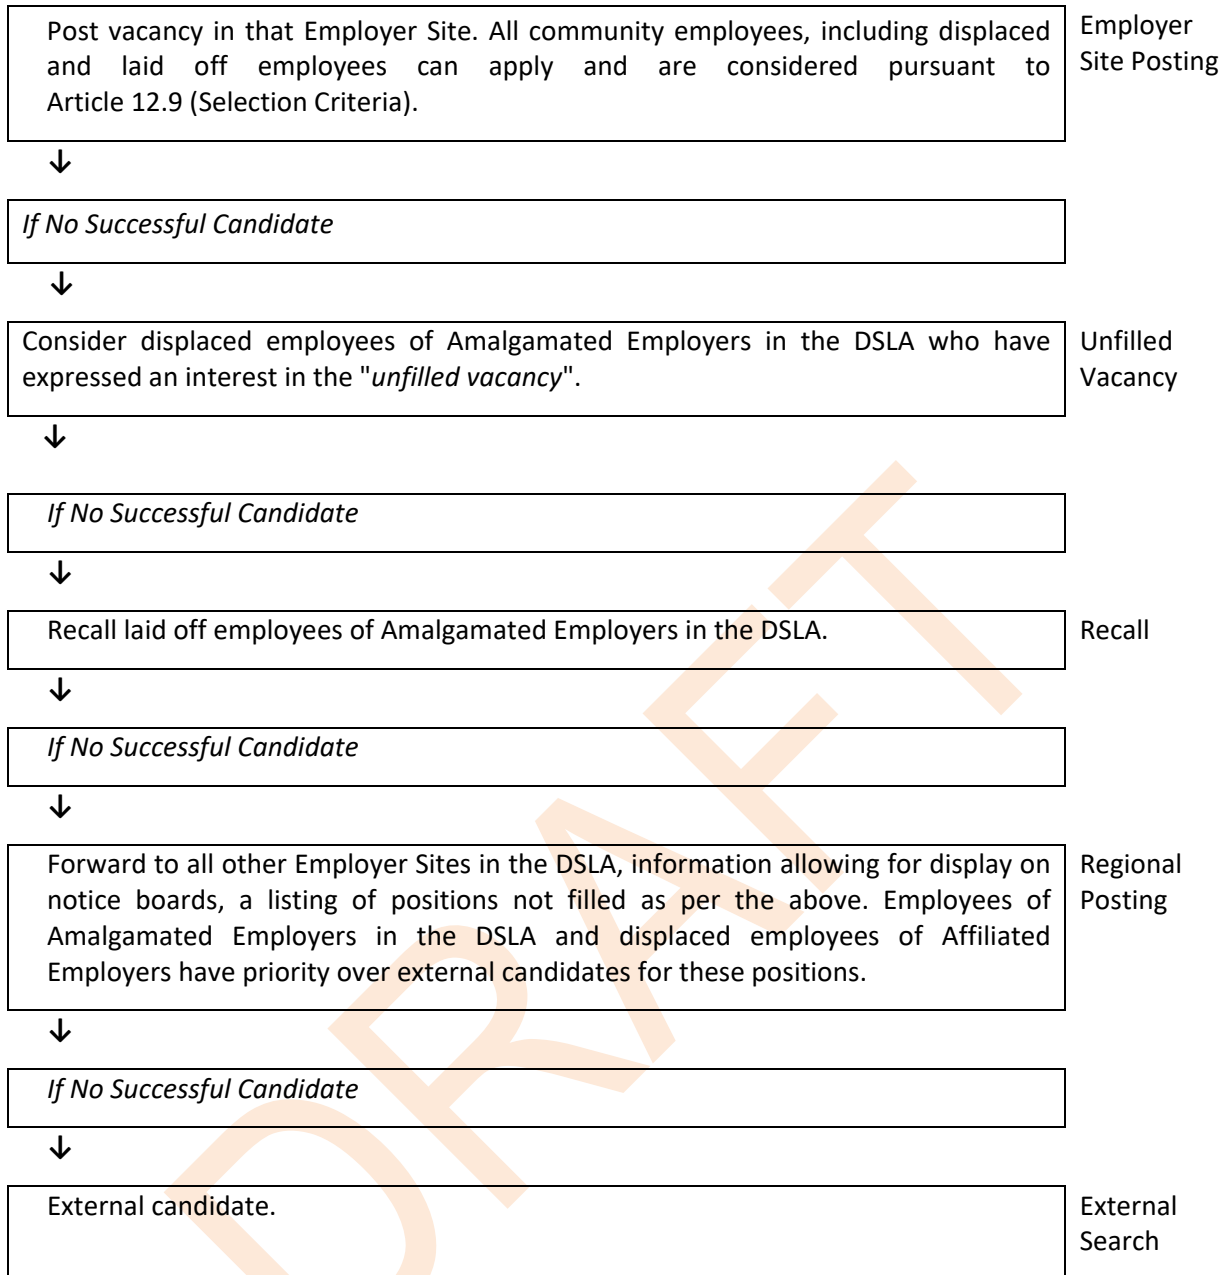 Post vacancy in that Employer Site. All community employees, including displaced
and laid off employees can apply and are considered pursuant to
Article 12.9 (Selection Criteria).
Employer
Site Posting
↓
If No Successful Candidate
↓
Consider displaced employees of Amalgamated Employers in the DSLA who have
expressed an interest in the "unfilled vacancy".
Unfilled
Vacancy
↓
If No Successful Candidate
↓
Recall laid off employees of Amalgamated Employers in the DSLA.
Recall
↓
If No Successful Candidate
↓
Forward to all other Employer Sites in the DSLA, information allowing for display on
notice boards, a listing of positions not filled as per the above. Employees of
Amalgamated Employers in the DSLA and displaced employees of Affiliated
Employers have priority over external candidates for these positions.
Regional
Posting
↓
If No Successful Candidate
↓
External candidate.
External
Search
DRAFT